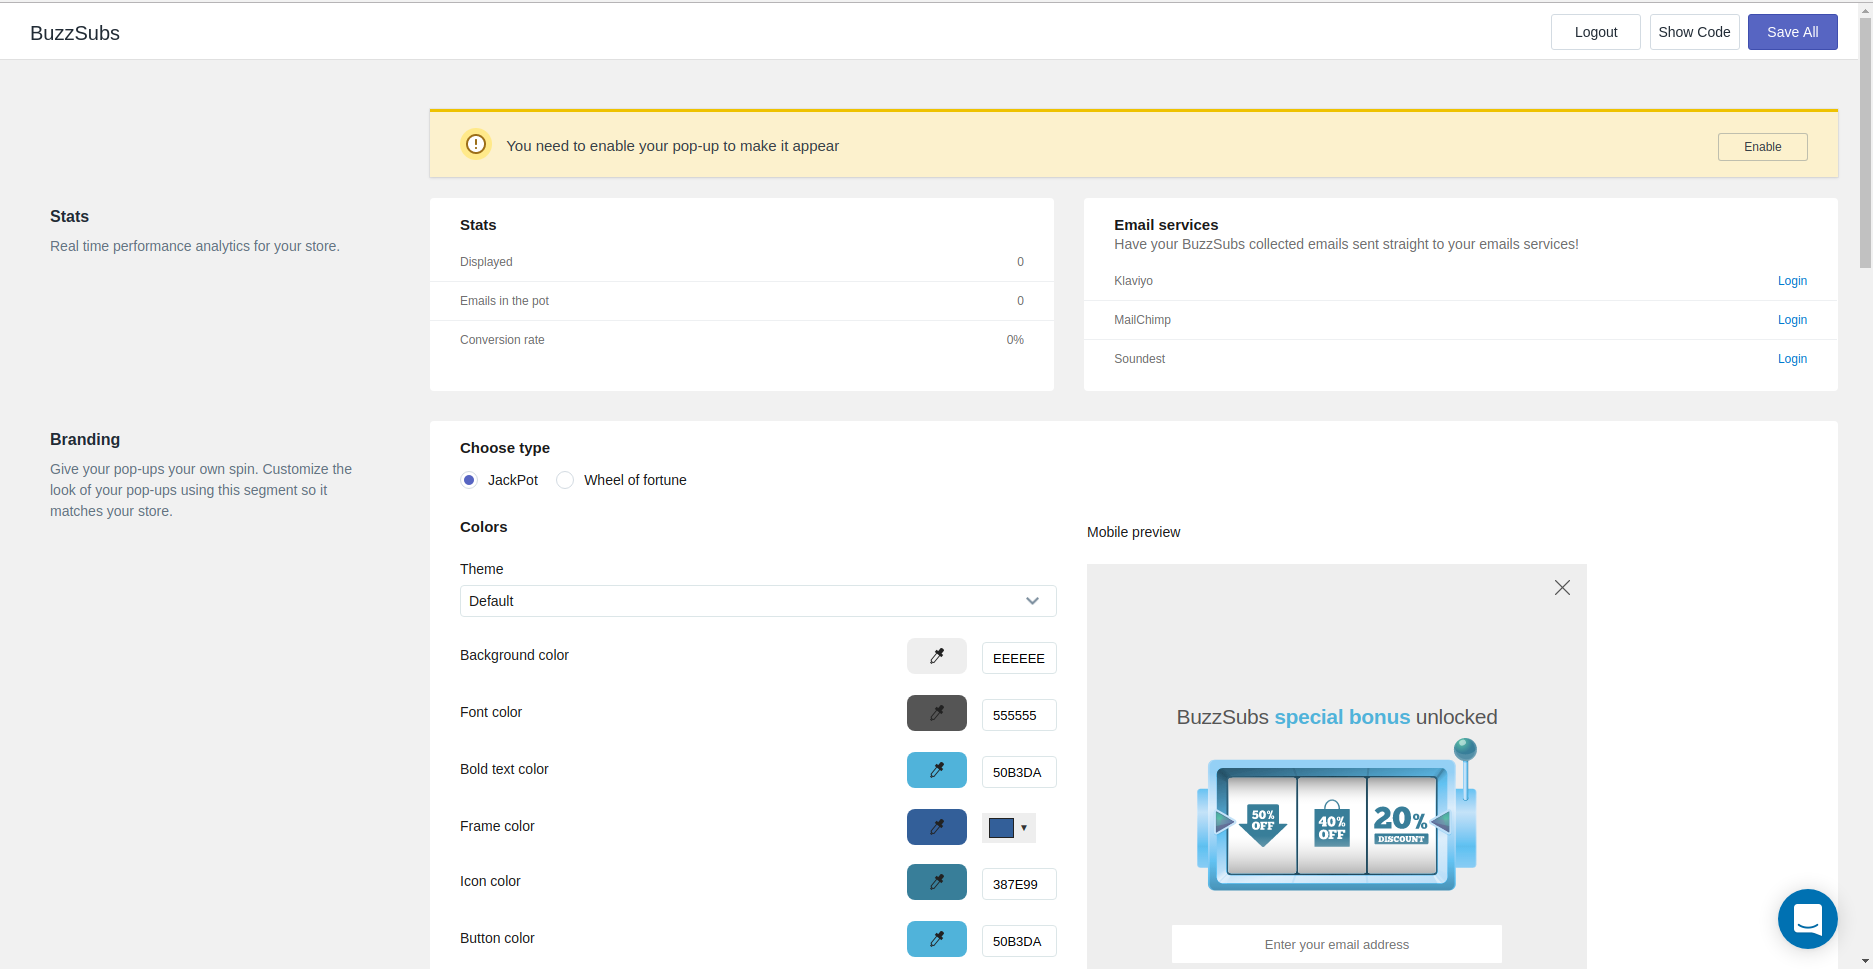 BuzzSubs
Logout
Show Code
Save All
You need to enable your pop-up to make it appear
Enable
Stats
Real time performance analytics for your store.
Stats
Displayed 0
Emails in the pot 0
Conversion rate 0%
Email services
Have your BuzzSubs collected emails sent straight to your emails services!
Klaviyo Login
MailChimp Login
Soundest Login
Branding
Give your pop-ups your own spin. Customize the
look of your pop-ups using this segment so it
matches your store.
Choose type
JackPot Wheel of fortune
Colors
Theme
Default
Background color EEEEEE
Font color 555555
Bold text color 50B3DA
Frame color
Icon color 387E99
Button color 50B3DA
Mobile preview
BuzzSubs special bonus unlocked
50%
OFF
40%
OFF
20%
DISCOUNT
Enter your email address